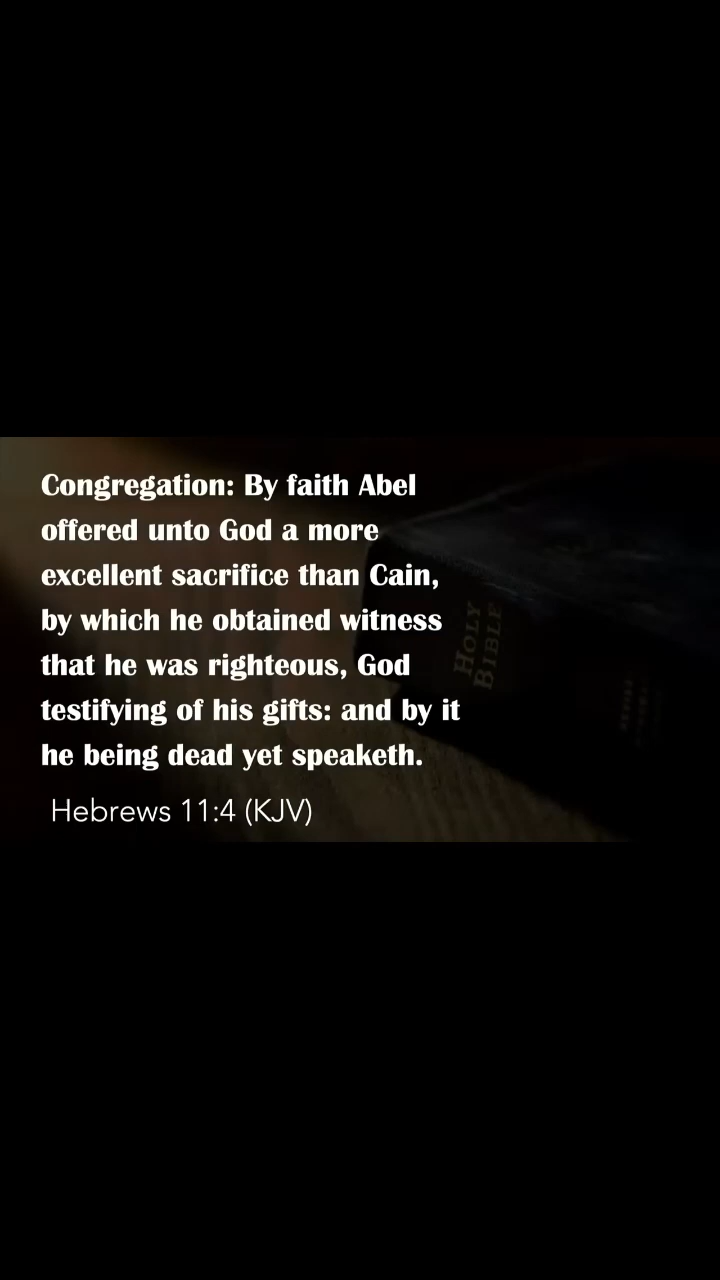 Congregation: By faith Abel
offered unto God a more
excellent sacrifice than Cain,
by which he obtained witness
that he was righteous, God
testifying of his gifts: and by it
he being dead yet speaketh.
Hebrews 11:4 (KJV)
HOLY
BIBLE